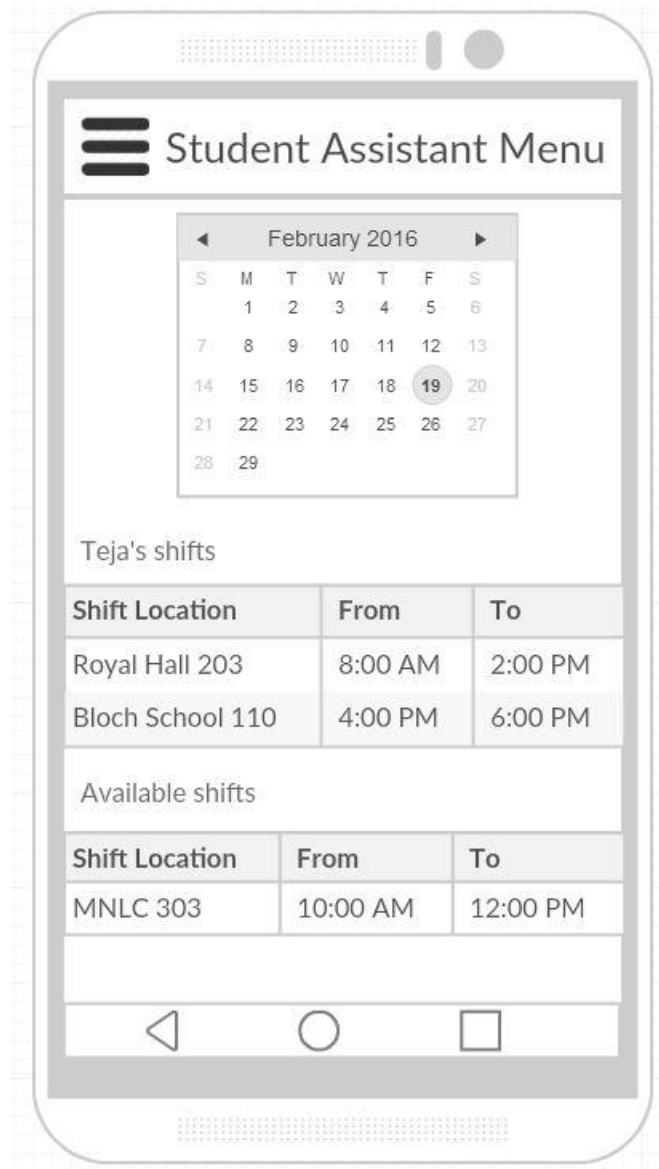 Student Assistant Menu
February 2016
S M T W T F S
1 2 3 4 5 6
7 8 9 10 11 12 13
14 15 16 17 18 19 20
21 22 23 24 25 26 27
28 29
Teja's shifts
Shift Location From To
Royal Hall 203 8:00 AM 2:00 PM
Bloch School 110 4:00 PM 6:00 PM
Available shifts
Shift Location From To
MNLC 303 10:00 AM 12:00 PM